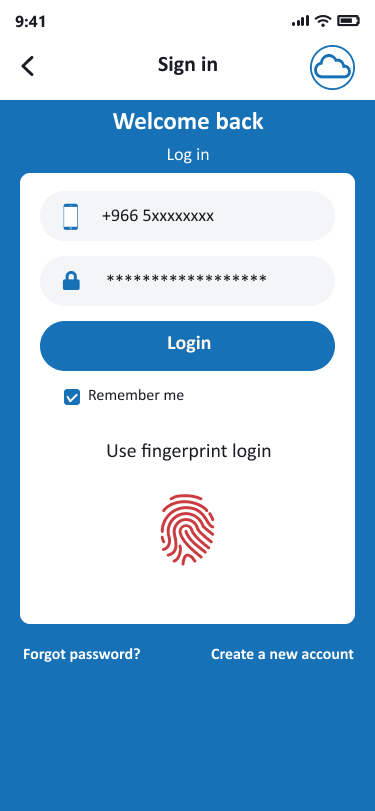 9:41
Sign in
Welcome back
Log in
+966 5xxxxxxxx
******************
Login
Remember me
Use fingerprint login
Forgot password?
Create a new account